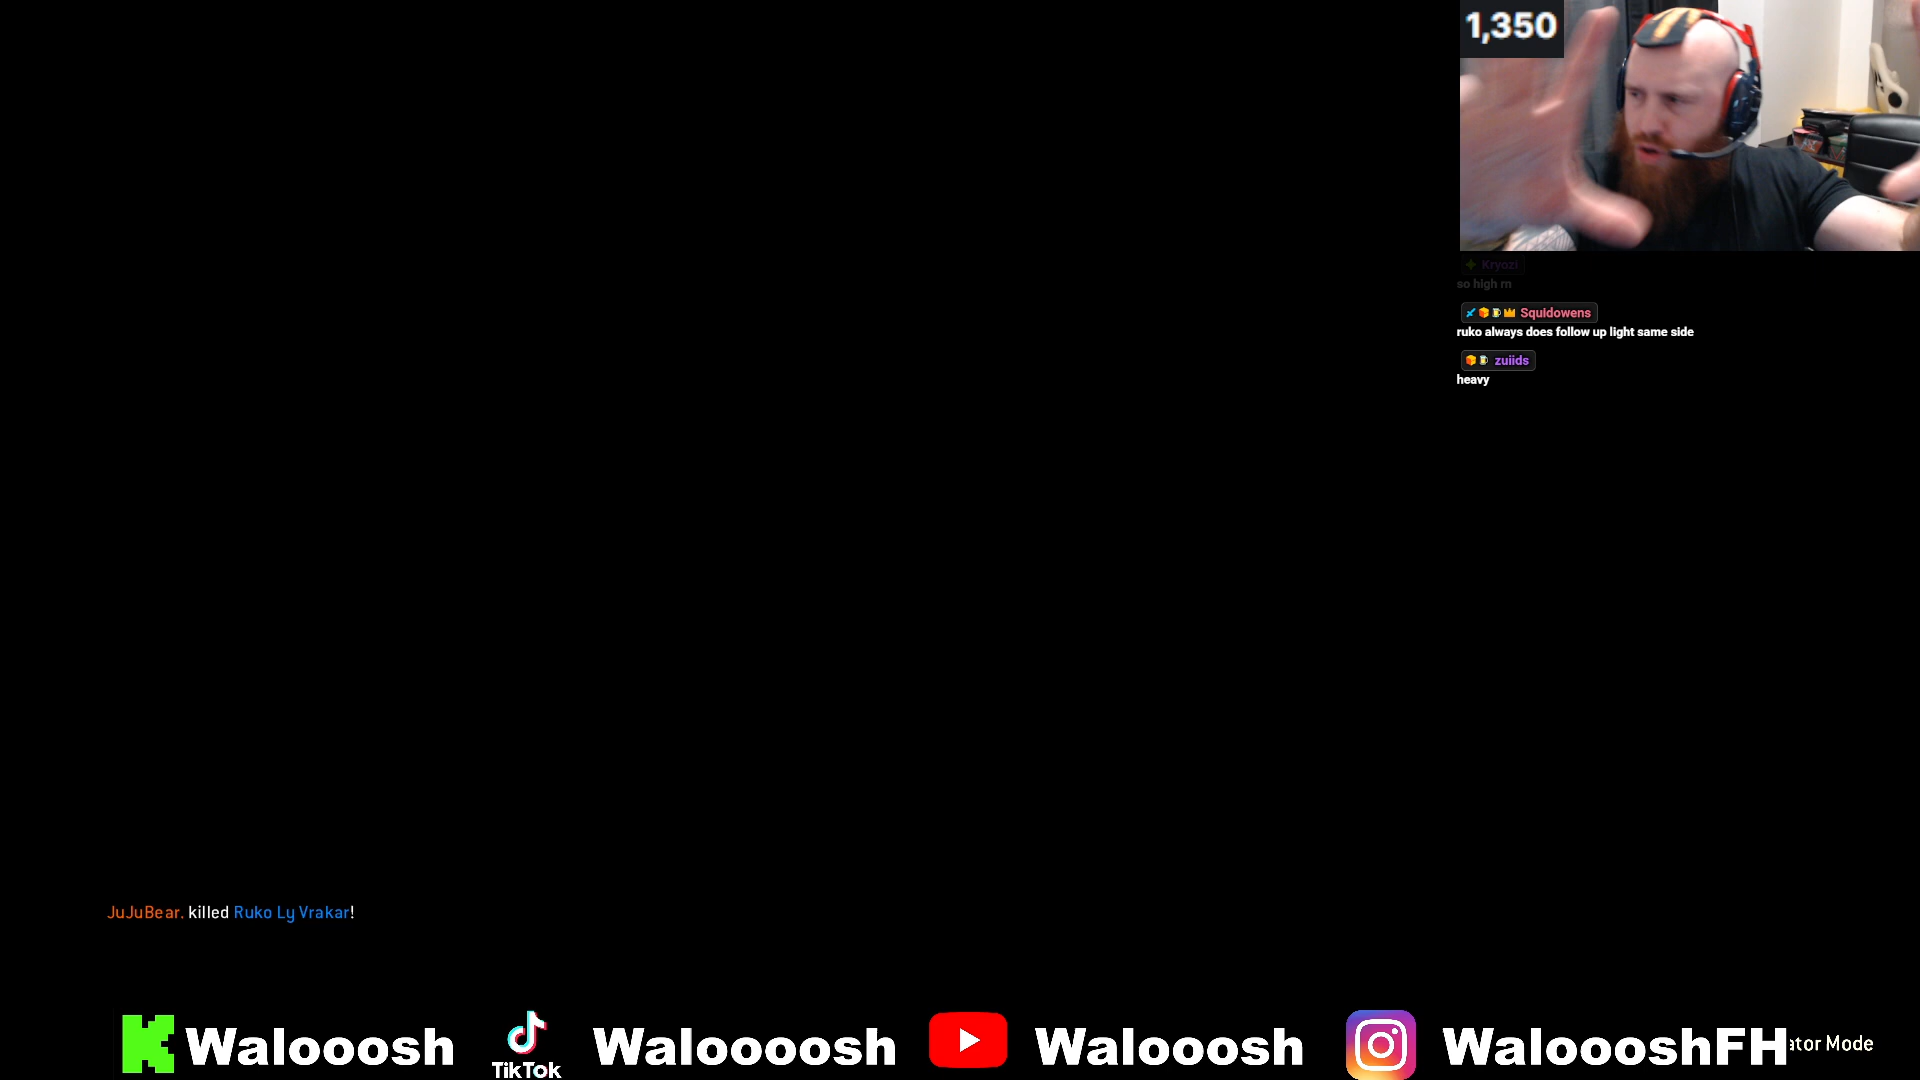 1,350
Kryozi
so high rn
Squidowens
ruko always does follow up light same side
zuiids
heavy
JuJuBear. killed Ruko Ly Vrakar!
Walooosh
TikTok
Waloooosh
Walooosh
WaloooshFH
ator Mode